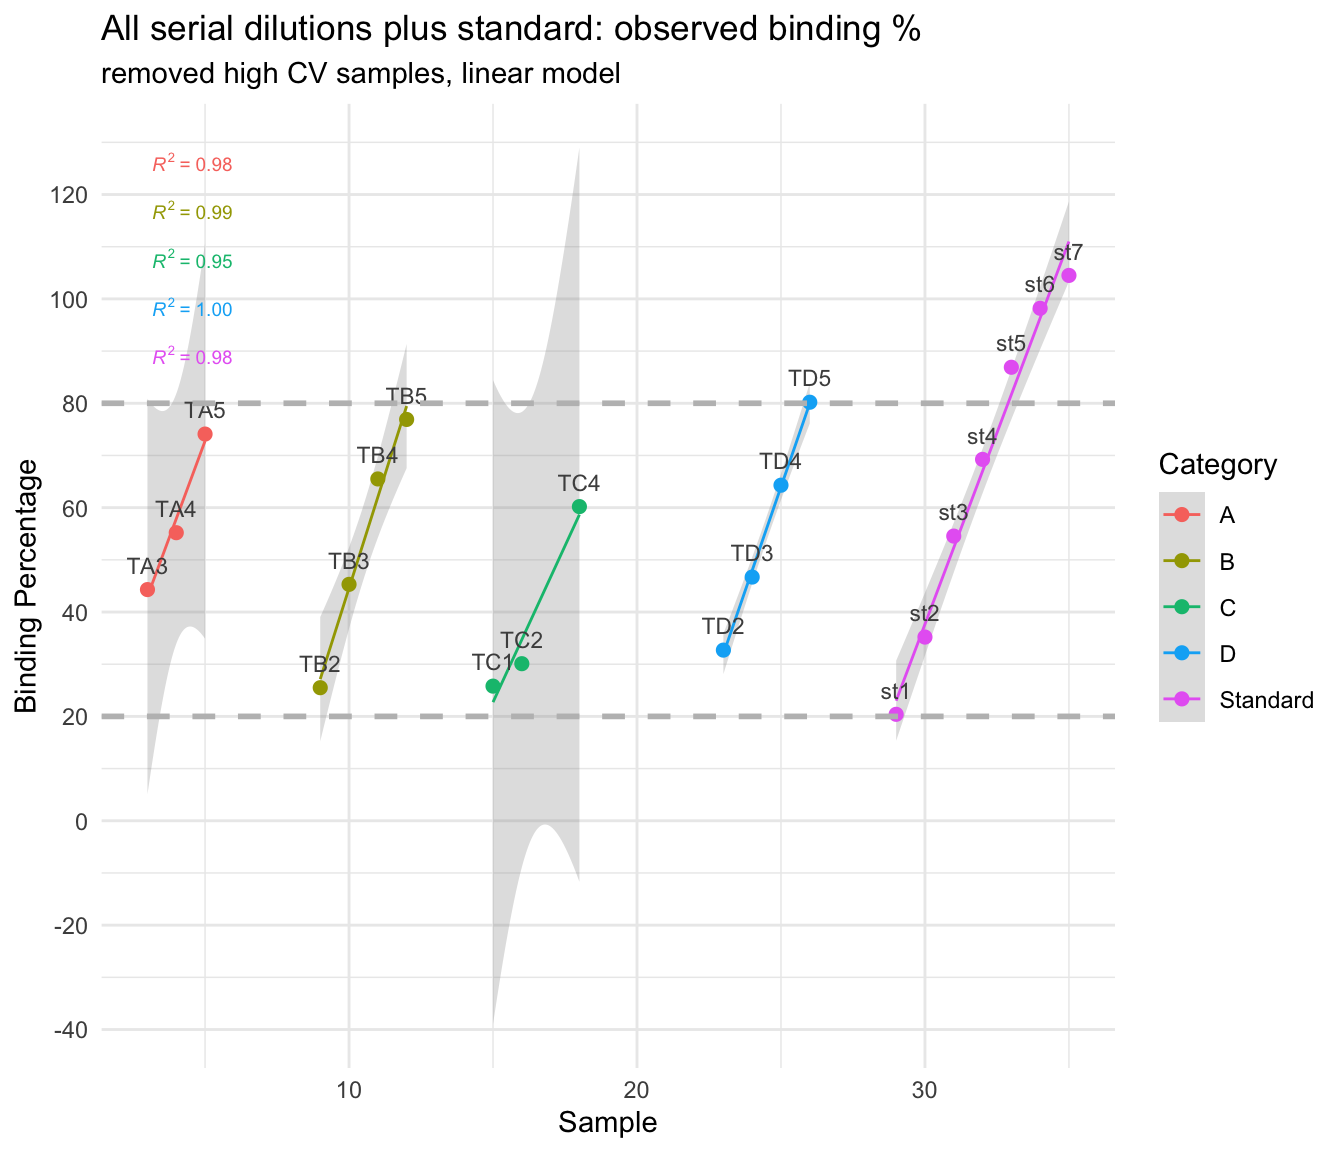 All serial dilutions plus standard: observed binding %
removed high CV samples, linear model
R² = 0.98
R² = 0.99
R² = 0.95
R² = 1.00
R² = 0.98
120
100
80
60
40
20
0
-20
-40
Binding Percentage
TA3
TA4
TA5
TB2
TB3
TB4
TB5
TC1
TC2
TC4
TD2
TD3
TD4
TD5
st1
st2
st3
st4
st5
st6
st7
10
20
30
Sample
Category
A
B
C
D
Standard